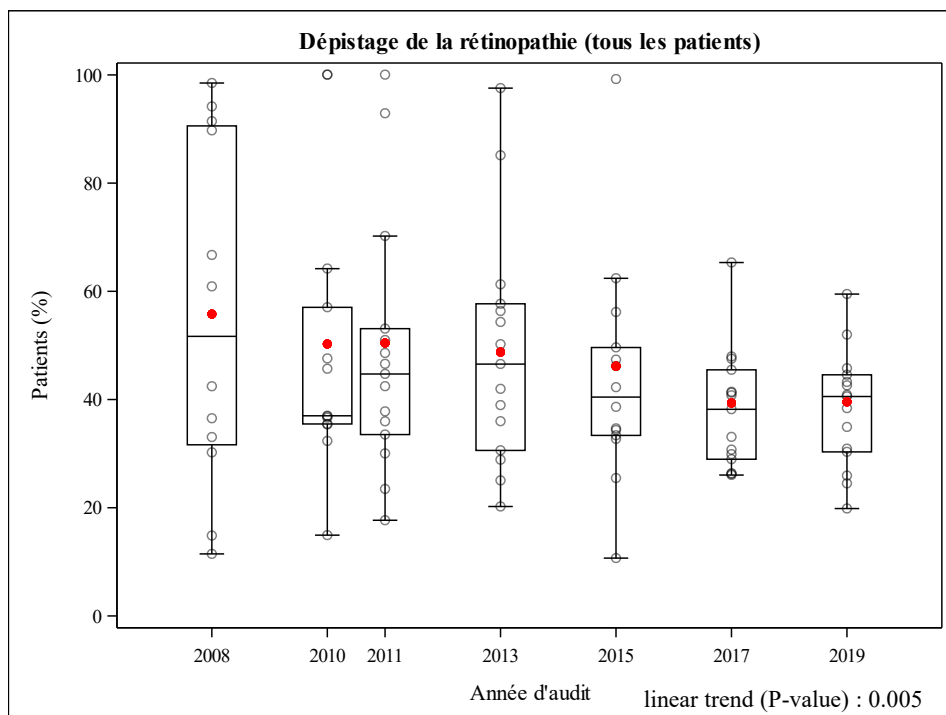 Dépistage de la rétinopathie (tous les patients)
100
80
60
40
20
0
Patients (%)
2008 2010 2011 2013 2015 2017 2019
Année d'audit
linear trend (P-value) : 0.005